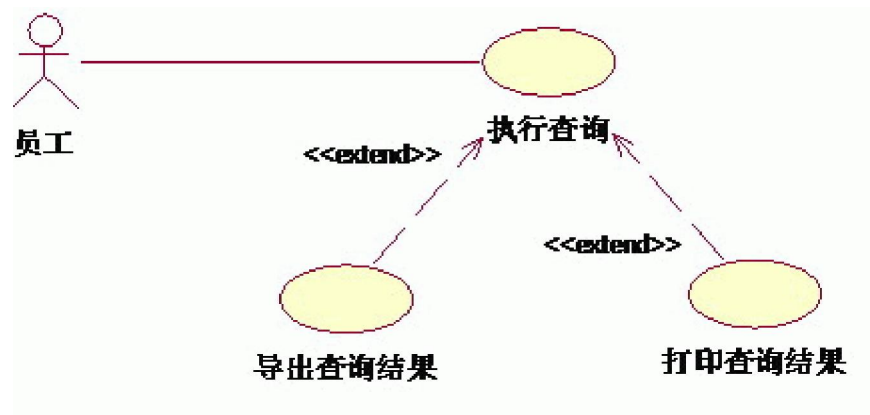 员工
执行查询
<<extend>>
<<extend>>
导出查询结果
打印查询结果